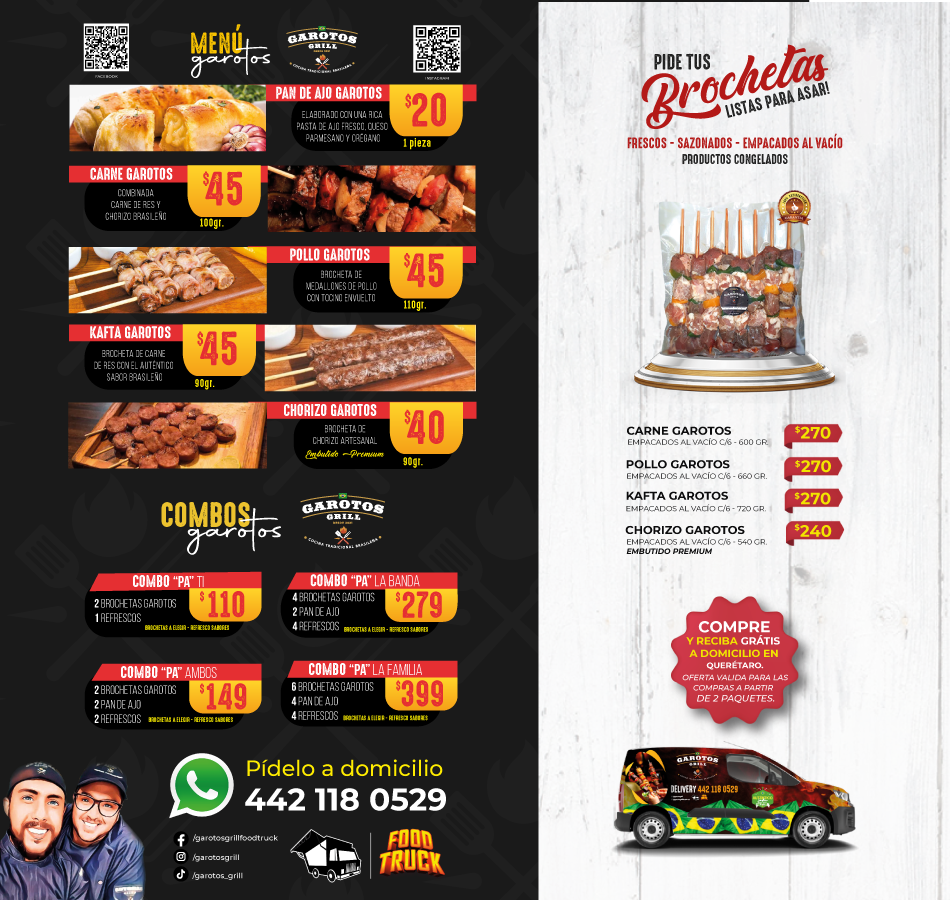 MENÚ
garotos
GAROTOS
GRILL
COCINA TRADICIONAL BRASILEÑA
FACEBOOK
INSTAGRAM
PAN DE AJO GAROTOS
ELABORADO CON UNA RICA
PASTA DE AJO FRESCO, QUESO
PARMESANO Y ORÉGANO
$20
1 pieza
CARNE GAROTOS
COMBINADA
CARNE DE RES Y
CHORIZO BRASILEÑO
$45
100gr.
POLLO GAROTOS
BROCHETA DE
MEDALLONES DE POLLO
CON TOCINO ENVUELTO
$45
110gr.
KAFTA GAROTOS
BROCHETA DE CARNE
DE RES CON EL AUTÉNTICO
SABOR BRASILEÑO
$45
90gr.
CHORIZO GAROTOS
BROCHETA DE
CHORIZO ARTESANAL
Embutido Premium
$40
90gr.
COMBOS
garotos
GAROTOS
GRILL
COCINA TRADICIONAL BRASILEÑA
COMBO "PA" TI
2 BROCHETAS GAROTOS
1 REFRESCOS
BROCHETAS A ELEGIR - REFRESCO SABORES
$110
COMBO "PA" LA BANDA
4 BROCHETAS GAROTOS
2 PAN DE AJO
4 REFRESCOS BROCHETAS A ELEGIR - REFRESCO SABORES
$279
COMBO "PA" AMBOS
2 BROCHETAS GAROTOS
2 PAN DE AJO
2 REFRESCOS BROCHETAS A ELEGIR - REFRESCO SABORES
$149
COMBO "PA" LA FAMILIA
6 BROCHETAS GAROTOS
4 PAN DE AJO
4 REFRESCOS BROCHETAS A ELEGIR - REFRESCO SABORES
$399
Pídelo a domicilio
442 118 0529
/garotosgrillfoodtruck
/garotosgrill
/garotos_grill
FOOD
TRUCK
PIDE TUS
Brochetas
LISTAS PARA ASAR!
FRESCOS - SAZONADOS - EMPACADOS AL VACÍO
PRODUCTOS CONGELADOS
GAROTOS
CARNE GAROTOS
EMPACADOS AL VACÍO C/6 - 600 GR.
$270
POLLO GAROTOS
EMPACADOS AL VACÍO C/6 - 660 GR.
$270
KAFTA GAROTOS
EMPACADOS AL VACÍO C/6 - 720 GR.
$270
CHORIZO GAROTOS
EMPACADOS AL VACÍO C/6 - 540 GR.
EMBUTIDO PREMIUM
$240
COMPRE
Y RECIBA GRÁTIS
A DOMICILIO EN
QUERÉTARO.
OFERTA VALIDA PARA LAS
COMPRAS A PARTIR
DE 2 PAQUETES.
GAROTOS
GRILL
DELIVERY 442 118 0529